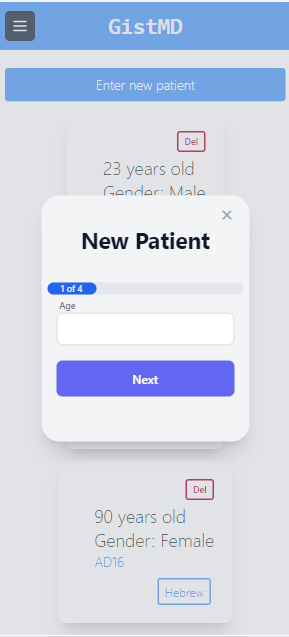 GistMD
Enter new patient
Del
23 years old
Gender: Male
New Patient
1 of 4
Age
Next
Del
90 years old
Gender: Female
AD16
Hebrew